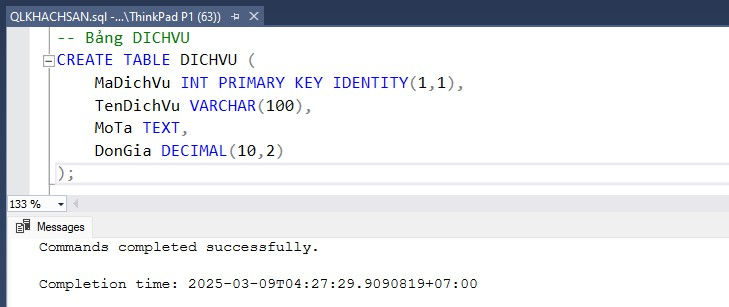 QLKHACHSAN.sql -...\ThinkPad P1 (63))
-- Bảng DICHVU
CREATE TABLE DICHVU (
    MaDichVu INT PRIMARY KEY IDENTITY(1,1),
    TenDichVu VARCHAR(100),
    MoTa TEXT,
    DonGia DECIMAL(10,2)
);
133 %
Messages
Commands completed successfully.
Completion time: 2025-03-09T04:27:29.9090819+07:00